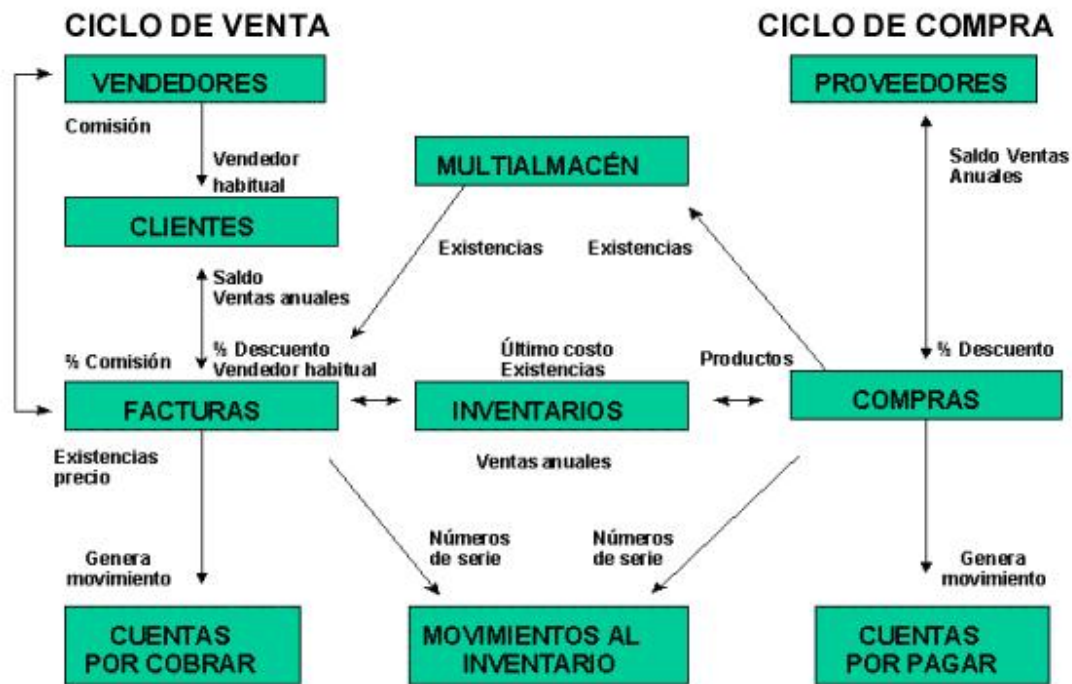 CICLO DE VENTA
CICLO DE COMPRA
VENDEDORES
PROVEEDORES
Comisión
Vendedor
habitual
MULTIALMACÉN
Saldo Ventas
Anuales
CLIENTES
Existencias
Existencias
Saldo
Ventas anuales
% Comisión
% Descuento
Vendedor habitual
Último costo
Existencias
Productos
% Descuento
FACTURAS
INVENTARIOS
COMPRAS
Existencias
precio
Ventas anuales
Números
de serie
Números
de serie
Genera
movimiento
Genera
movimiento
CUENTAS
POR COBRAR
MOVIMIENTOS AL
INVENTARIO
CUENTAS
POR PAGAR